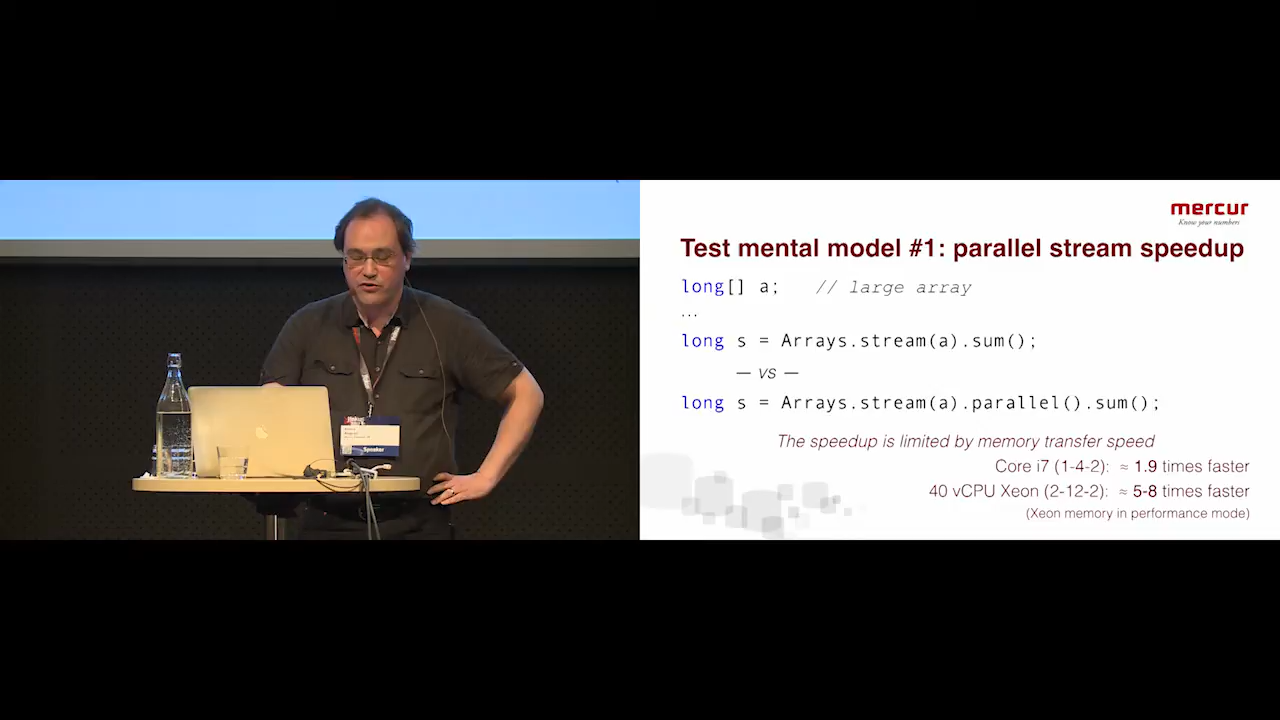 mercur
Know your numbers
Test mental model #1: parallel stream speedup
long[] a; // large array
...
long s = Arrays.stream(a).sum();
— vs —
long s = Arrays.stream(a).parallel().sum();
The speedup is limited by memory transfer speed
Core i7 (1-4-2): ≈ 1.9 times faster
40 vCPU Xeon (2-12-2): ≈ 5-8 times faster
(Xeon memory in performance mode)
Speaker